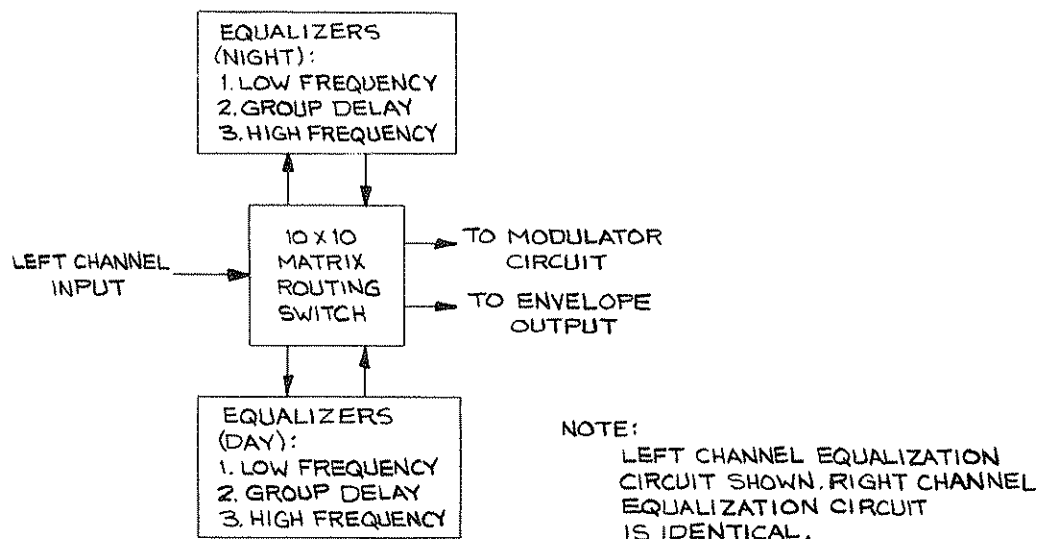 EQUALIZERS
(NIGHT):
1. LOW FREQUENCY
2. GROUP DELAY
3. HIGH FREQUENCY
LEFT CHANNEL
INPUT
10 X 10
MATRIX
ROUTING
SWITCH
TO MODULATOR
CIRCUIT
TO ENVELOPE
OUTPUT
EQUALIZERS
(DAY):
1. LOW FREQUENCY
2. GROUP DELAY
3. HIGH FREQUENCY
NOTE:
LEFT CHANNEL EQUALIZATION
CIRCUIT SHOWN. RIGHT CHANNEL
EQUALIZATION CIRCUIT
IS IDENTICAL.